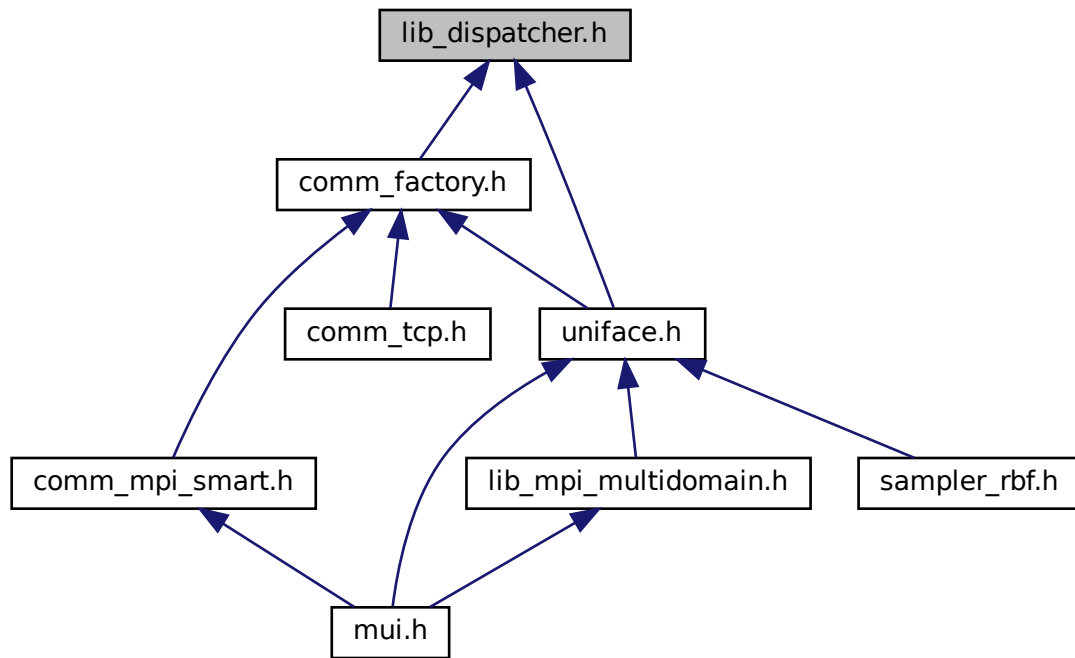 lib_dispatcher.h
comm_factory.h
comm_tcp.h
uniface.h
comm_mpi_smart.h
lib_mpi_multidomain.h
sampler_rbf.h
mui.h